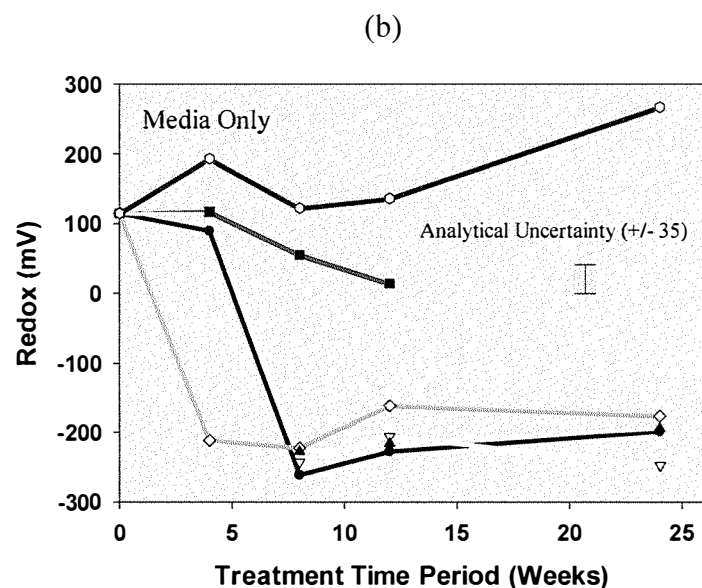 (b)
300
Media Only
200
100
Analytical Uncertainty (+/- 35)
0
-100
-200
-300
Redox (mV)
0 5 10 15 20 25
Treatment Time Period (Weeks)